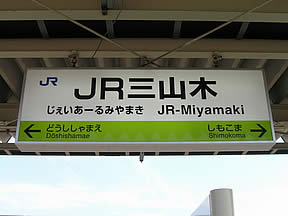 JR
JR三山木
じぇいあーるみやまき JR-Miyamaki
どうししゃまえ しもこま
Dōshishamae Shimokoma